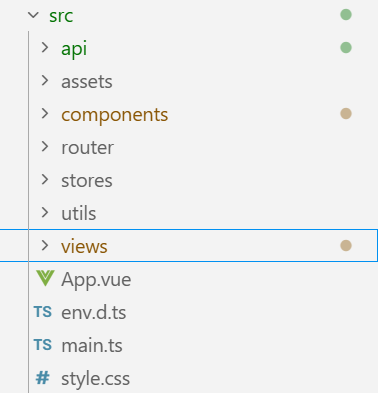 src
api
assets
components
router
stores
utils
views
App.vue
TS env.d.ts
TS main.ts
# style.css